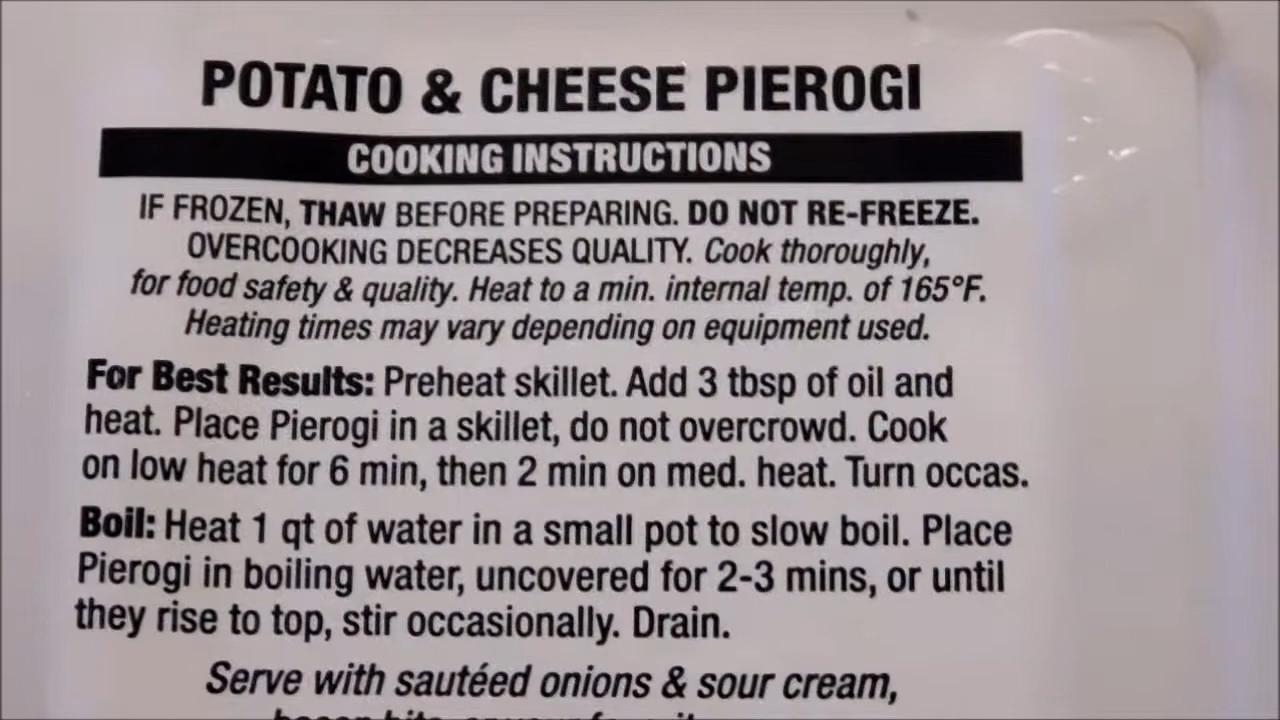 POTATO & CHEESE PIEROGI
COOKING INSTRUCTIONS
IF FROZEN, THAW BEFORE PREPARING. DO NOT RE-FREEZE.
OVERCOOKING DECREASES QUALITY. Cook thoroughly,
for food safety & quality. Heat to a min. internal temp. of 165°F.
Heating times may vary depending on equipment used.
For Best Results: Preheat skillet. Add 3 tbsp of oil and
heat. Place Pierogi in a skillet, do not overcrowd. Cook
on low heat for 6 min, then 2 min on med. heat. Turn occas.
Boil: Heat 1 qt of water in a small pot to slow boil. Place
Pierogi in boiling water, uncovered for 2-3 mins, or until
they rise to top, stir occasionally. Drain.
Serve with sautéed onions & sour cream,